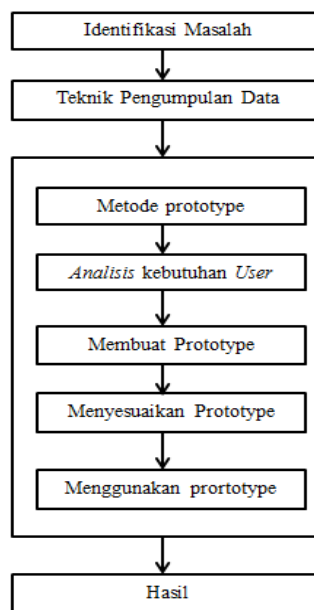 Identifikasi Masalah
Teknik Pengumpulan Data
Metode prototype
Analisis kebutuhan User
Membuat Prototype
Menyesuaikan Prototype
Menggunakan prortotype
Hasil